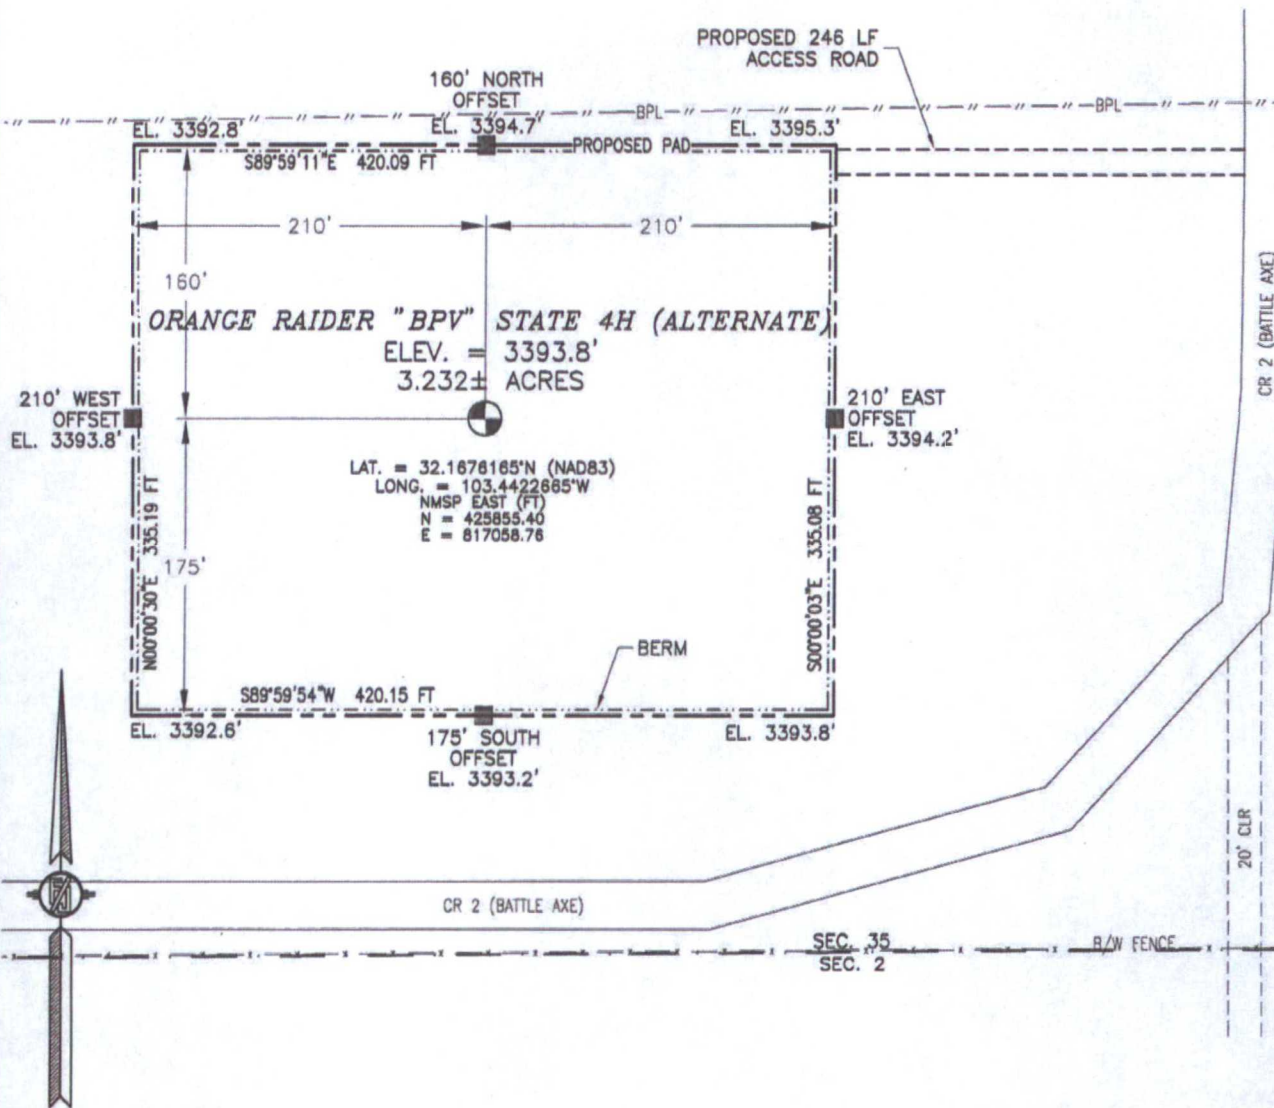 PROPOSED 246 LF
ACCESS ROAD
160' NORTH
OFFSET
EL. 3394.7'
BPL
BPL
EL. 3392.8'
EL. 3395.3'
PROPOSED PAD
S89°59'11"E 420.09 FT
210'
210'
160'
ORANGE RAIDER "BPV" STATE 4H (ALTERNATE)
ELEV. = 3393.8'
3.232± ACRES
CR 2 (BATTLE AXE)
210' WEST
OFFSET
EL. 3393.8'
210' EAST
OFFSET
EL. 3394.2'
LAT. = 32.1676165°N (NAD83)
LONG. = 103.4422665°W
NMSP EAST (FT)
N = 425855.40
E = 817058.76
N00°00'30"E 335.19 FT
S00°00'03"E 335.08 FT
175'
BERM
S89°59'54"W 420.15 FT
EL. 3392.6'
EL. 3393.8'
175' SOUTH
OFFSET
EL. 3393.2'
20' CLR
CR 2 (BATTLE AXE)
SEC. 35
SEC. 2
R/W FENCE